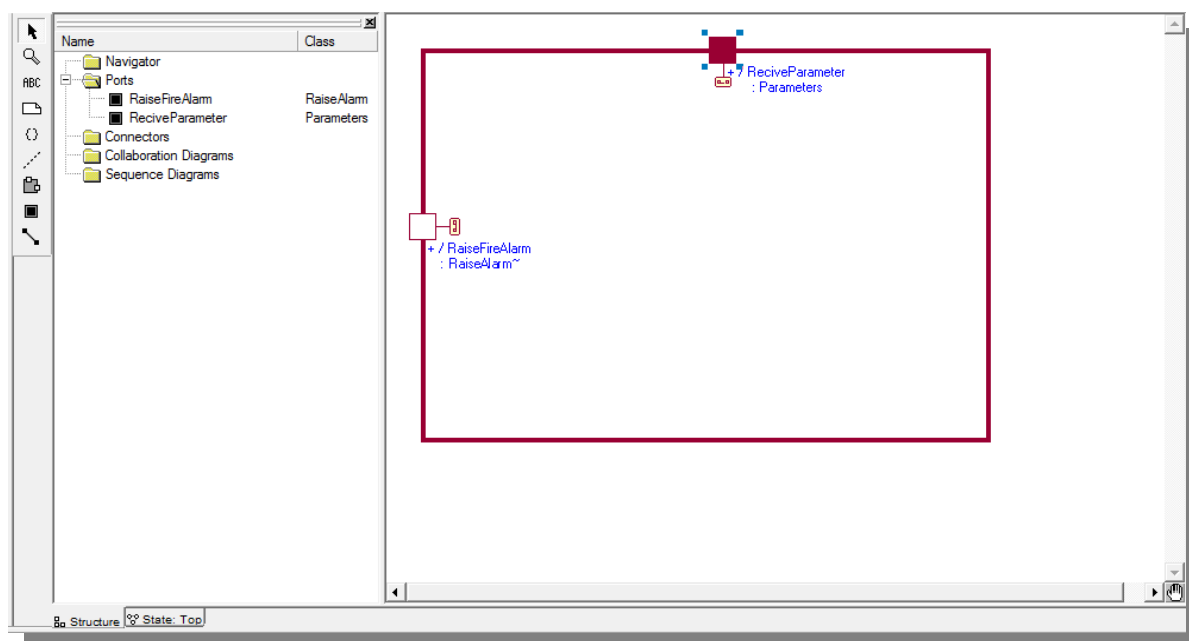 Name Class
Navigator
Ports
RaiseFireAlarm RaiseAlarm
ReciveParameter Parameters
Connectors
Collaboration Diagrams
Sequence Diagrams
ABC
+ / ReciveParameter
: Parameters
+ / RaiseFireAlarm
: RaiseAlarm~
Structure State: Top